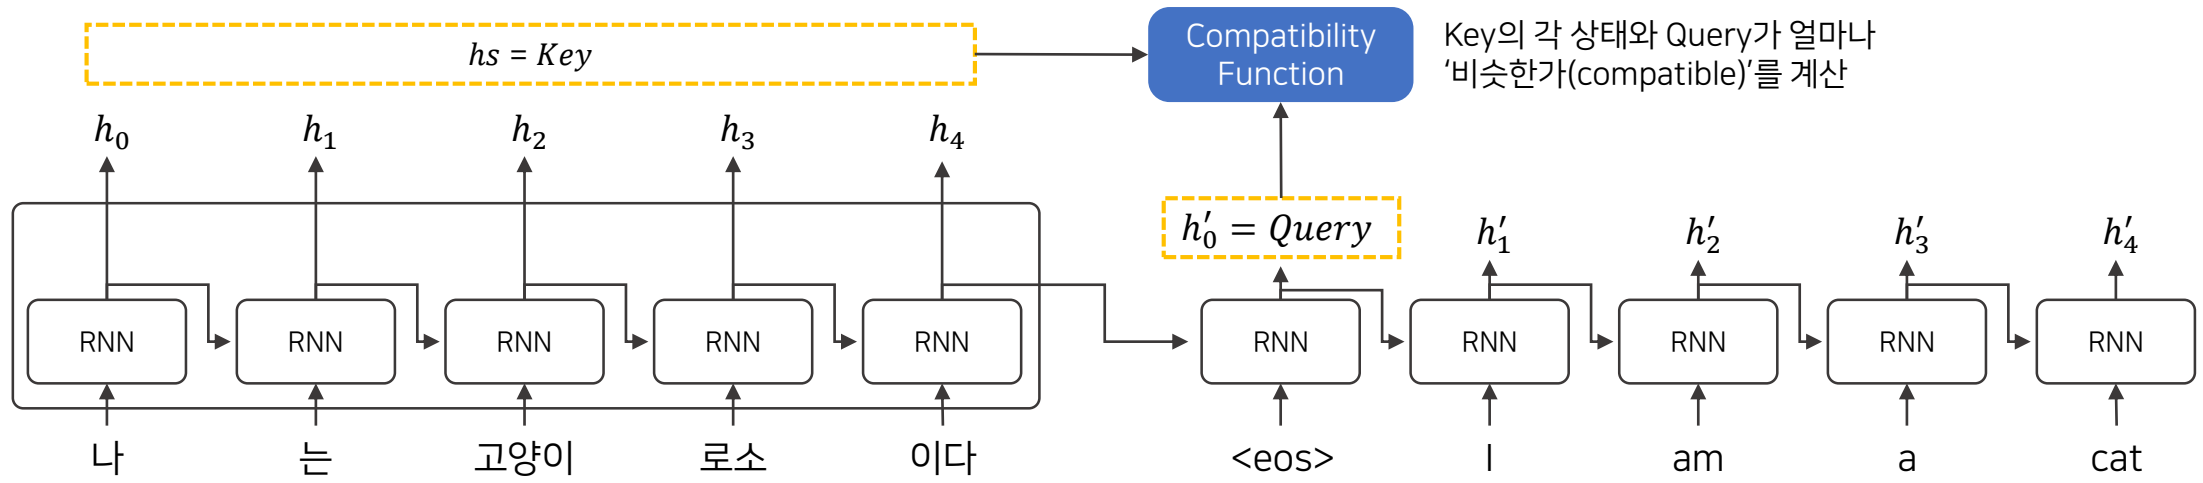 hs = Key
Compatibility
Function
Key의 각 상태와 Query가 얼마나
‘비슷한가(compatible)’를 계산
h₀ h₁ h₂ h₃ h₄
h′₀ = Query h′₁ h′₂ h′₃ h′₄
RNN RNN RNN RNN RNN RNN RNN RNN RNN RNN
나 는 고양이 로소 이다 <eos> I am a cat